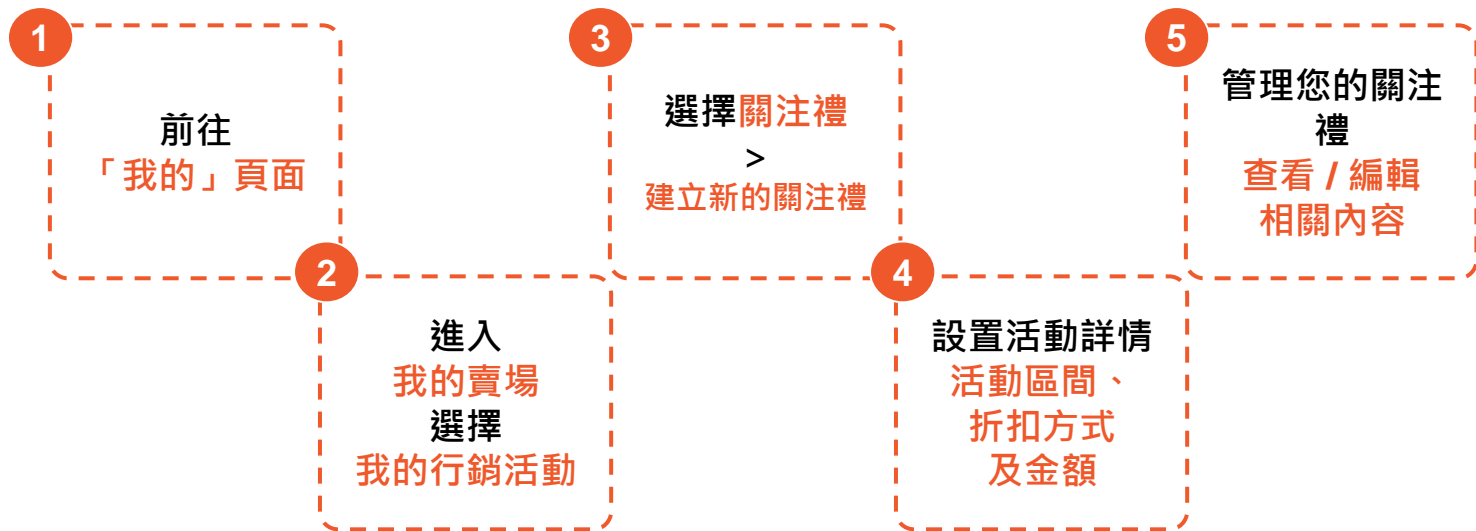 1
前往
「我的」頁面
2
進入
我的賣場
選擇
我的行銷活動
3
選擇關注禮
>
建立新的關注禮
4
設置活動詳情
活動區間、
折扣方式
及金額
5
管理您的關注
禮
查看 / 編輯
相關內容